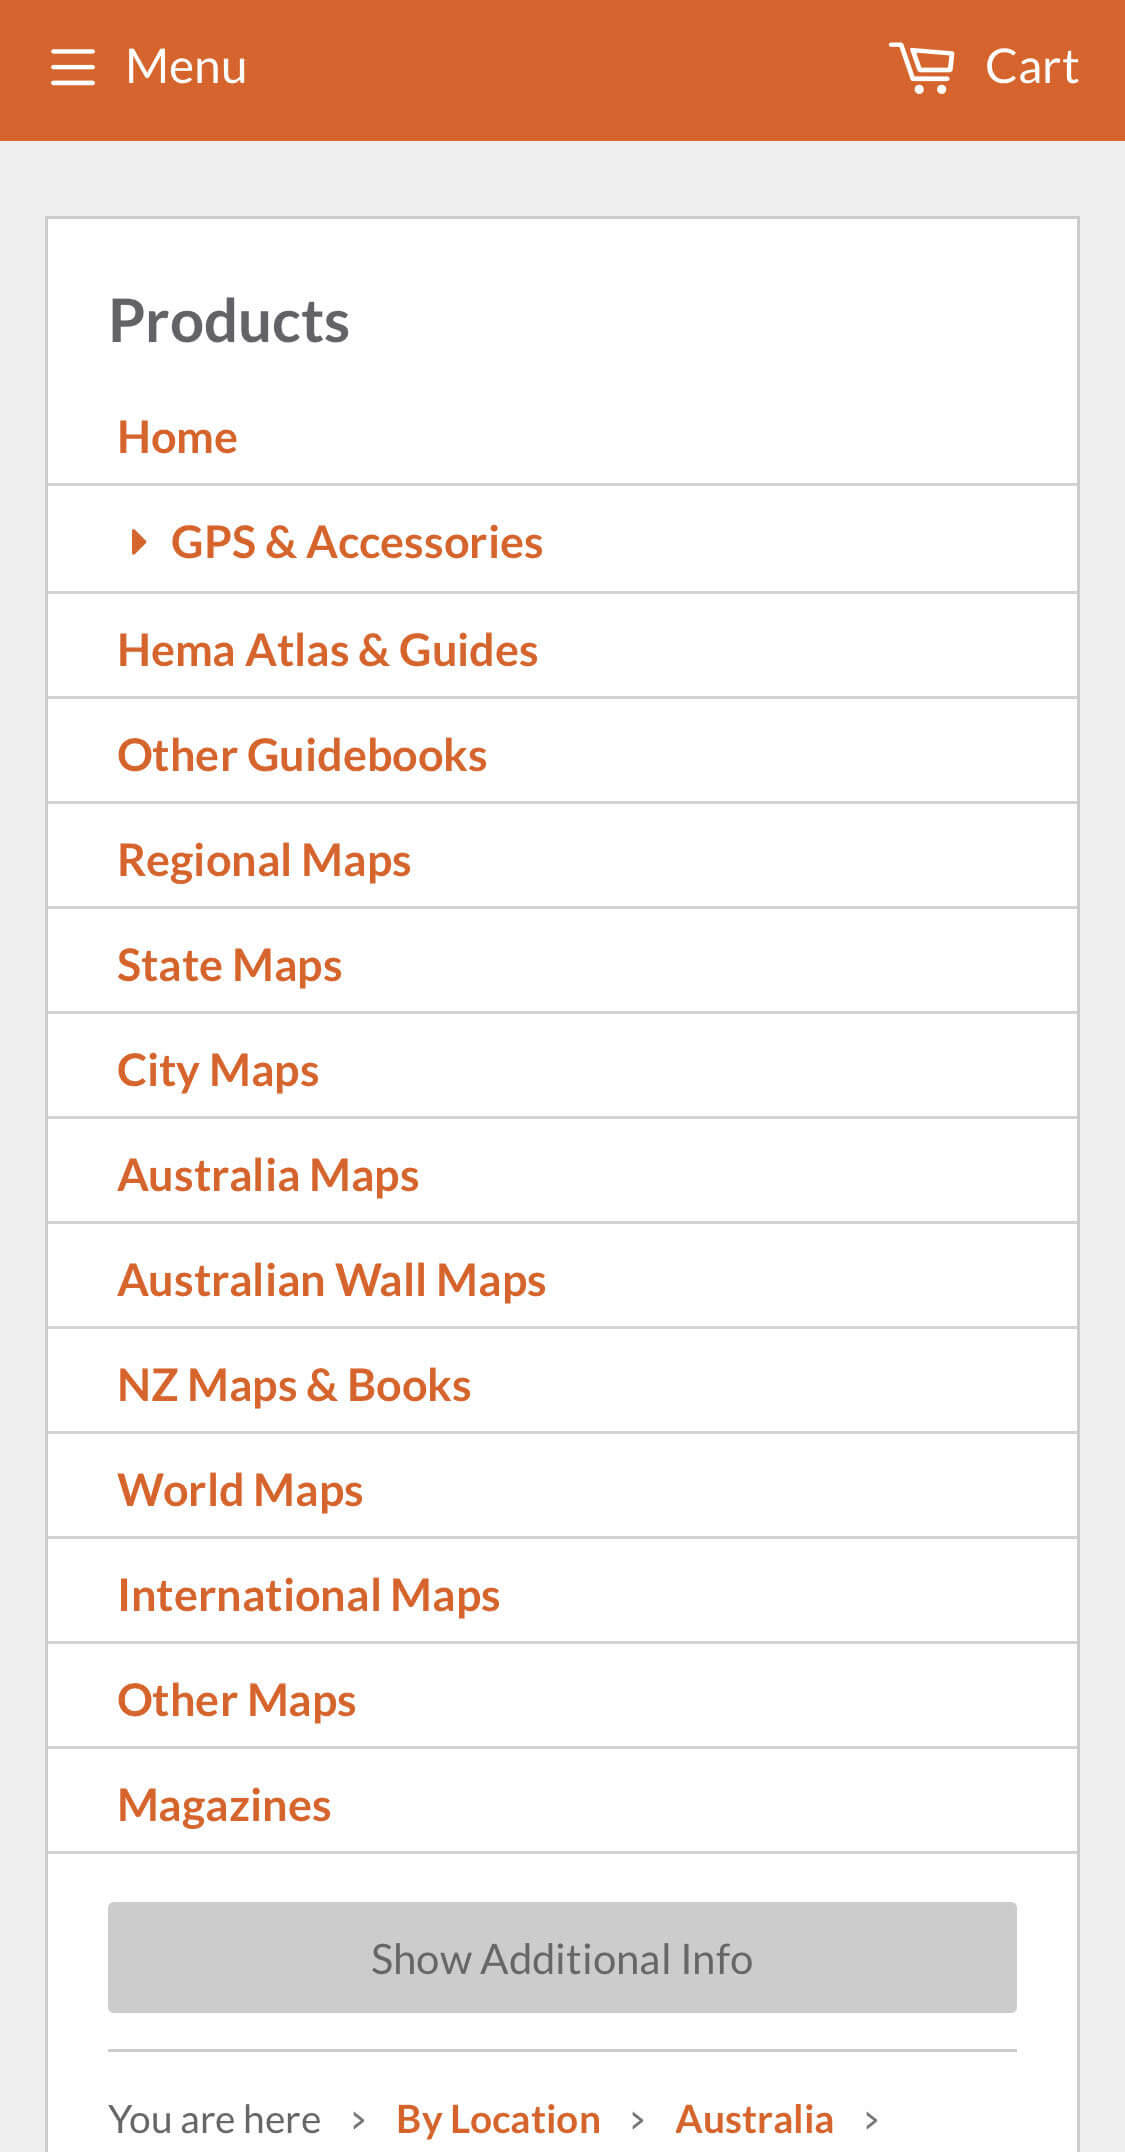 Menu Cart
Products
Home
GPS & Accessories
Hema Atlas & Guides
Other Guidebooks
Regional Maps
State Maps
City Maps
Australia Maps
Australian Wall Maps
NZ Maps & Books
World Maps
International Maps
Other Maps
Magazines
Show Additional Info
You are here > By Location > Australia >